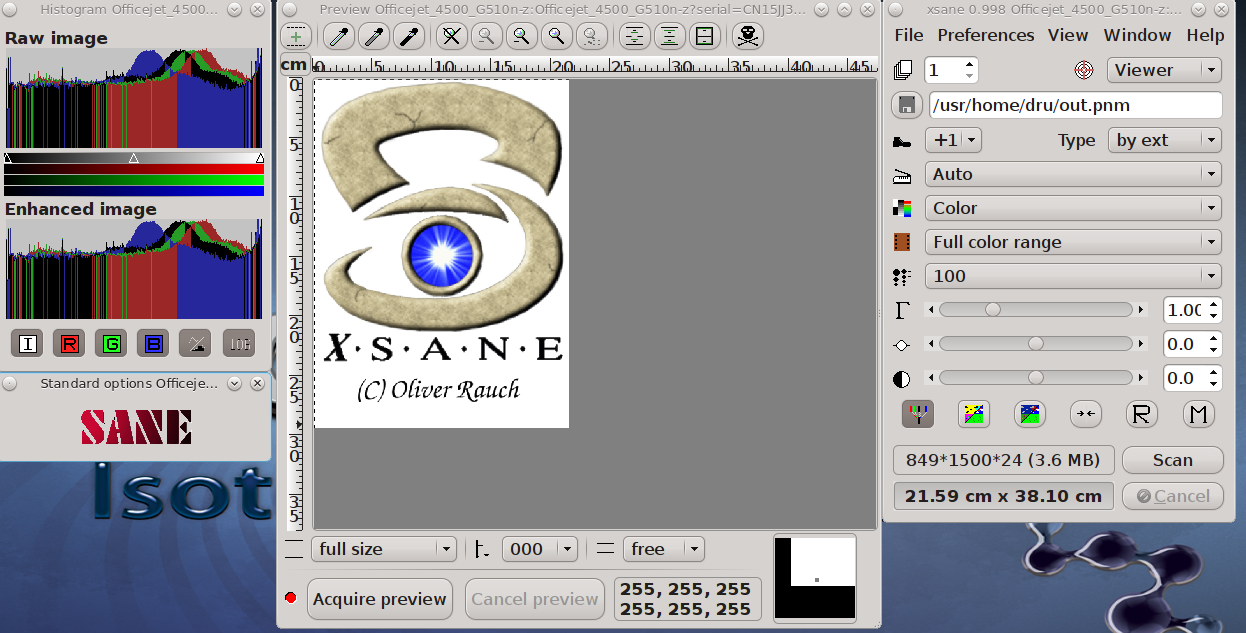 Histogram Officejet_4500...
Raw image
Enhanced image
I R G B LOG
Standard options Officeje...
SANE
Isot
Preview Officejet_4500_G510n-z:Officejet_4500_G510n-z?serial=CN15JJ3...
cm
0 5 10 15 20 25 30 35 40 45
0
5
10
15
20
25
30
35
X·S·A·N·E
(C) Oliver Rauch
full size
000
free
Acquire preview
Cancel preview
255, 255, 255
255, 255, 255
xsane 0.998 Officejet_4500_G510n-z:...
File Preferences View Window Help
1
Viewer
/usr/home/dru/out.pnm
+1
Type
by ext
Auto
Color
Full color range
100
1.00
0.0
0.0
R M
849*1500*24 (3.6 MB)
Scan
21.59 cm x 38.10 cm
Cancel